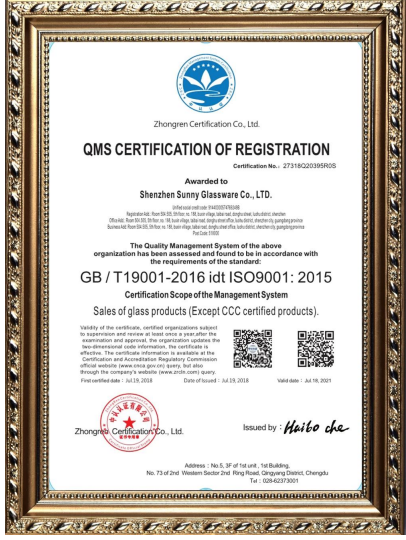 Zhongren Certification Co., Ltd.
QMS CERTIFICATION OF REGISTRATION
Certification No.: 27318Q20395R0S
Awarded to
Shenzhen Sunny Glassware Co., LTD.
The Quality Management System of the above
organization has been assessed and found to be in accordance with
the requirements of the standard:
GB / T19001-2016 idt ISO9001: 2015
Certification Scope of the Management System
Sales of glass products (Except CCC certified products).
Validity of the certificate, certified organizations subject
to supervision and review at least once a year, after the
examination and approval, the organization updates the
two-dimensional code information, the certificate is
effective. The certificate information is available at the
Certification and Accreditation Regulatory Commission
official website (www.cnca.gov.cn) query, but also
through the company's website (www.zrcln.com) query.
First certified date : Jul.19, 2018 Date of Issued : Jul.19, 2018 Valid date : Jul.18, 2021
Zhongren Certification Co., Ltd.
Issued by : Haibo che
Address : No.5, 3F of 1st unit , 1st Building,
No. 73 of 2nd Western Sector 2nd Ring Road, Qingyang District, Chengdu
Tel : 028-62373001